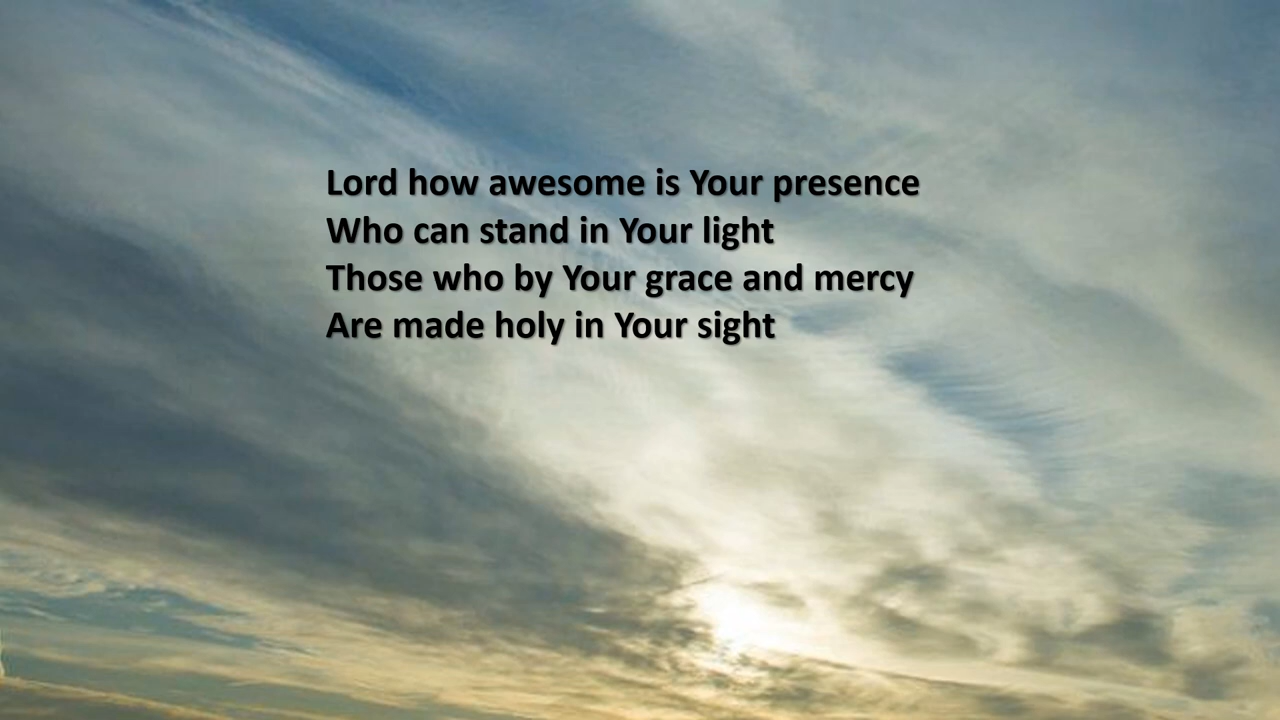 Lord how awesome is Your presence
Who can stand in Your light
Those who by Your grace and mercy
Are made holy in Your sight